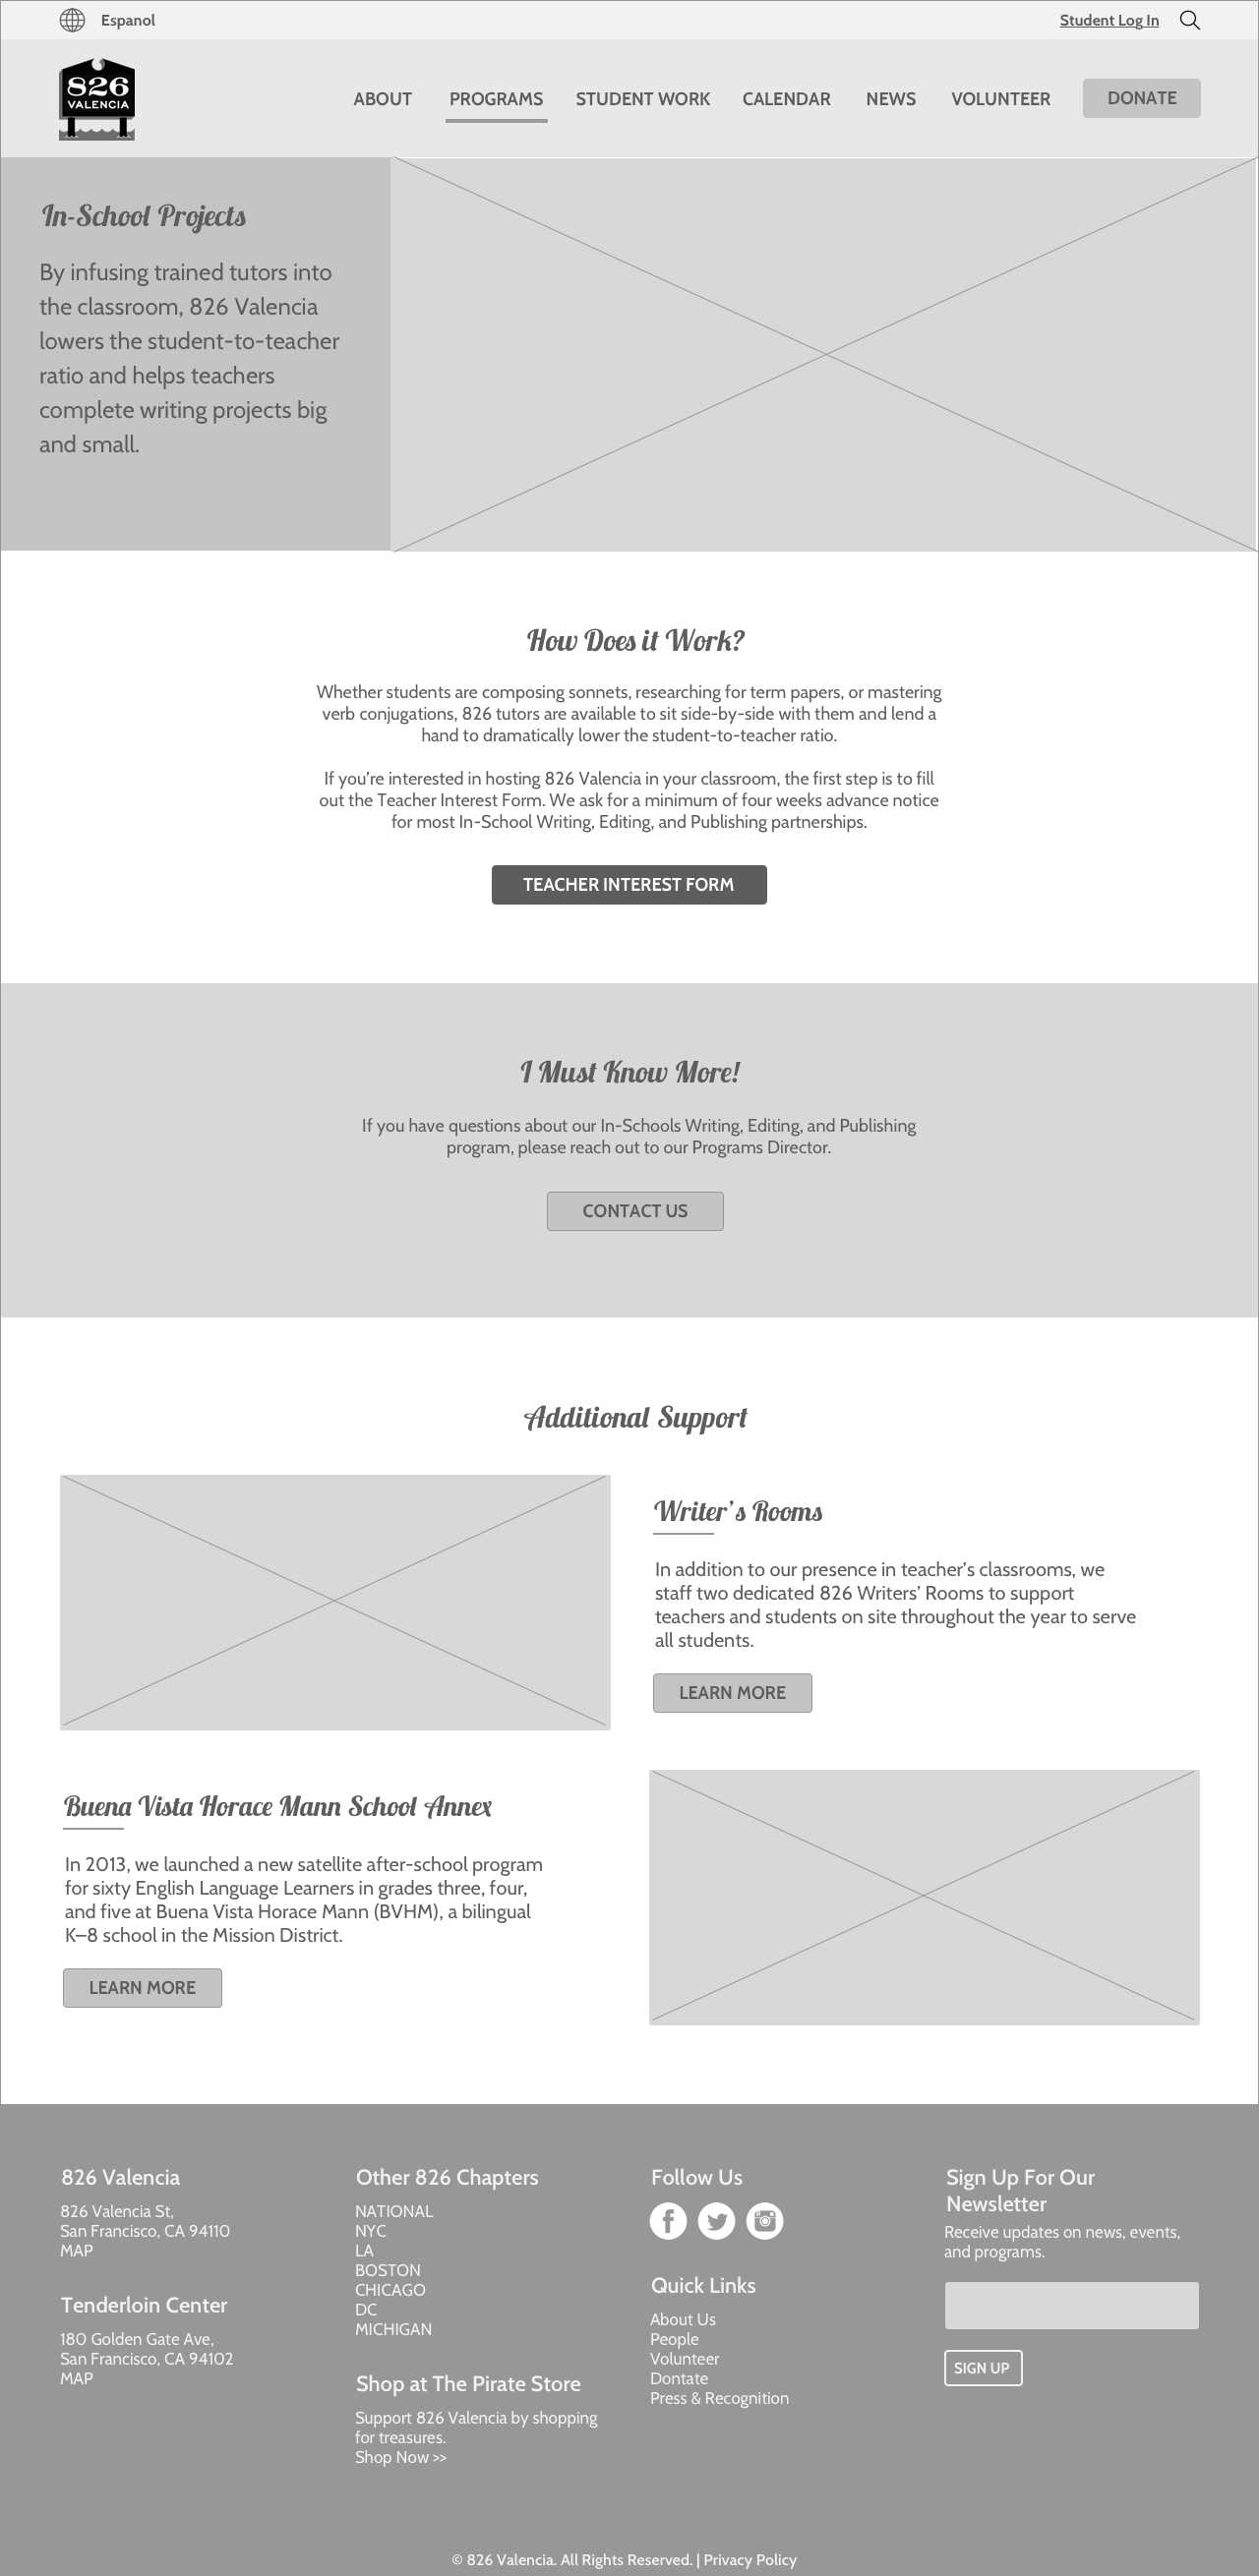 Espanol
Student Log In
826
VALENCIA
ABOUT PROGRAMS STUDENT WORK CALENDAR NEWS VOLUNTEER DONATE
In-School Projects
By infusing trained tutors into
the classroom, 826 Valencia
lowers the student-to-teacher
ratio and helps teachers
complete writing projects big
and small.
How Does it Work?
Whether students are composing sonnets, researching for term papers, or mastering
verb conjugations, 826 tutors are available to sit side-by-side with them and lend a
hand to dramatically lower the student-to-teacher ratio.
If you’re interested in hosting 826 Valencia in your classroom, the first step is to fill
out the Teacher Interest Form. We ask for a minimum of four weeks advance notice
for most In-School Writing, Editing, and Publishing partnerships.
TEACHER INTEREST FORM
I Must Know More!
If you have questions about our In-Schools Writing, Editing, and Publishing
program, please reach out to our Programs Director.
CONTACT US
Additional Support
Writer’s Rooms
In addition to our presence in teacher’s classrooms, we
staff two dedicated 826 Writers’ Rooms to support
teachers and students on site throughout the year to serve
all students.
LEARN MORE
Buena Vista Horace Mann School Annex
In 2013, we launched a new satellite after-school program
for sixty English Language Learners in grades three, four,
and five at Buena Vista Horace Mann (BVHM), a bilingual
K–8 school in the Mission District.
LEARN MORE
826 Valencia
826 Valencia St,
San Francisco, CA 94110
MAP
Tenderloin Center
180 Golden Gate Ave,
San Francisco, CA 94102
MAP
Other 826 Chapters
NATIONAL
NYC
LA
BOSTON
CHICAGO
DC
MICHIGAN
Shop at The Pirate Store
Support 826 Valencia by shopping
for treasures.
Shop Now >>
Follow Us
Quick Links
About Us
People
Volunteer
Dontate
Press & Recognition
Sign Up For Our
Newsletter
Receive updates on news, events,
and programs.
SIGN UP
© 826 Valencia. All Rights Reserved. | Privacy Policy